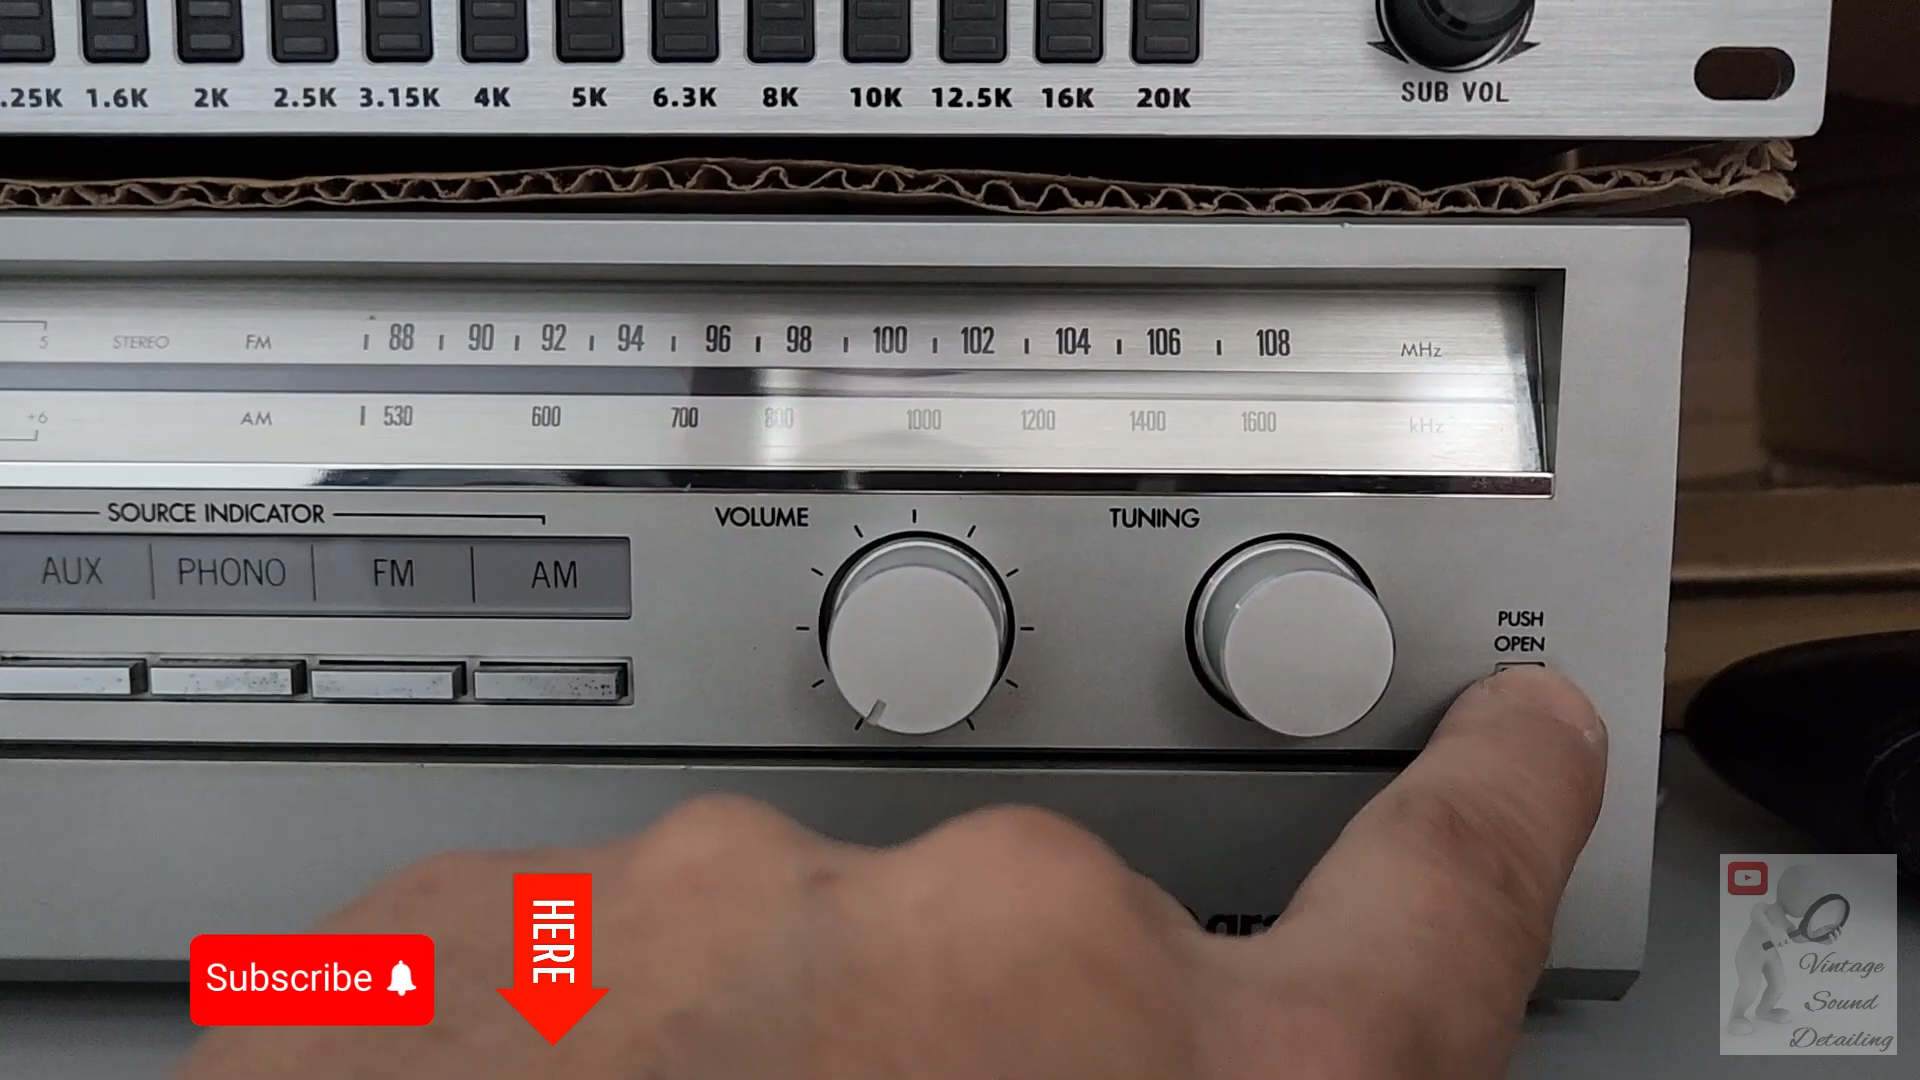 .25K 1.6K 2K 2.5K 3.15K 4K 5K 6.3K 8K 10K 12.5K 16K 20K
SUB VOL
5 STEREO FM 88 90 92 94 96 98 100 102 104 106 108 MHz
+6 AM 530 600 700 800 1000 1200 1400 1600 kHz
SOURCE INDICATOR
VOLUME
TUNING
AUX PHONO FM AM
PUSH
OPEN
HERE
Subscribe
Vintage
Sound
Detailing